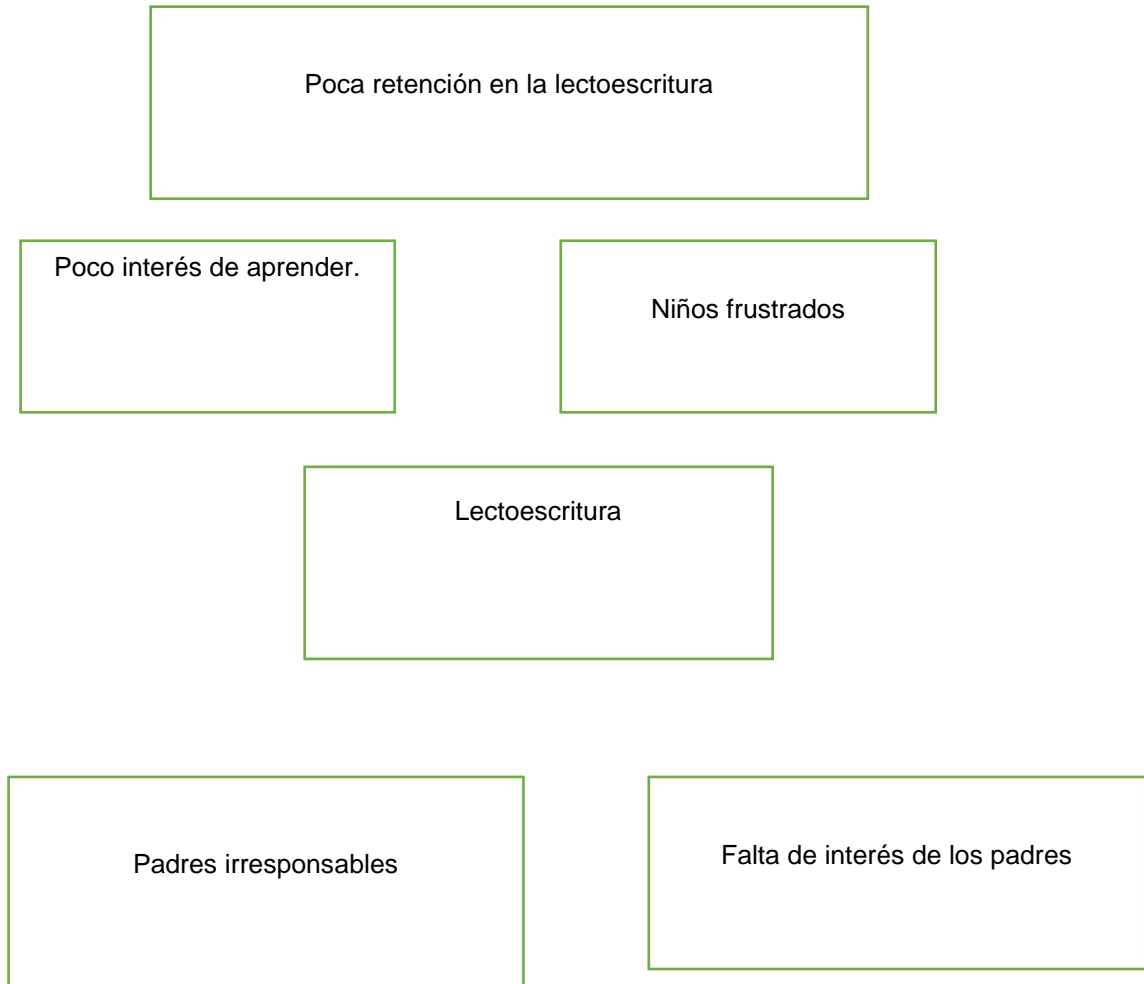 Poca retención en la lectoescritura
Poco interés de aprender.
Niños frustrados
Lectoescritura
Padres irresponsables
Falta de interés de los padres